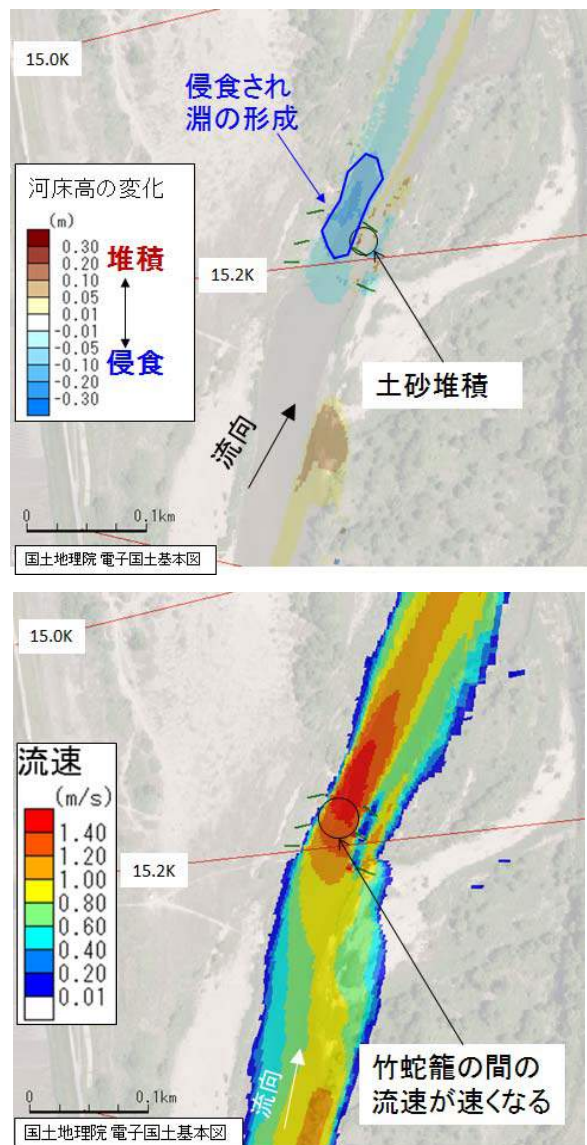 15.0K
侵食され
淵の形成
河床高の変化
(m)
0.30
0.20
0.10
0.05
0.01
-0.01
-0.05
-0.10
-0.20
-0.30
堆積
侵食
15.2K
土砂堆積
流向
0 0.1km
国土地理院 電子国土基本図
15.0K
流速
(m/s)
1.40
1.20
1.00
0.80
0.60
0.40
0.20
0.01
15.2K
竹蛇籠の間の
流速が速くなる
流向
0 0.1km
国土地理院 電子国土基本図